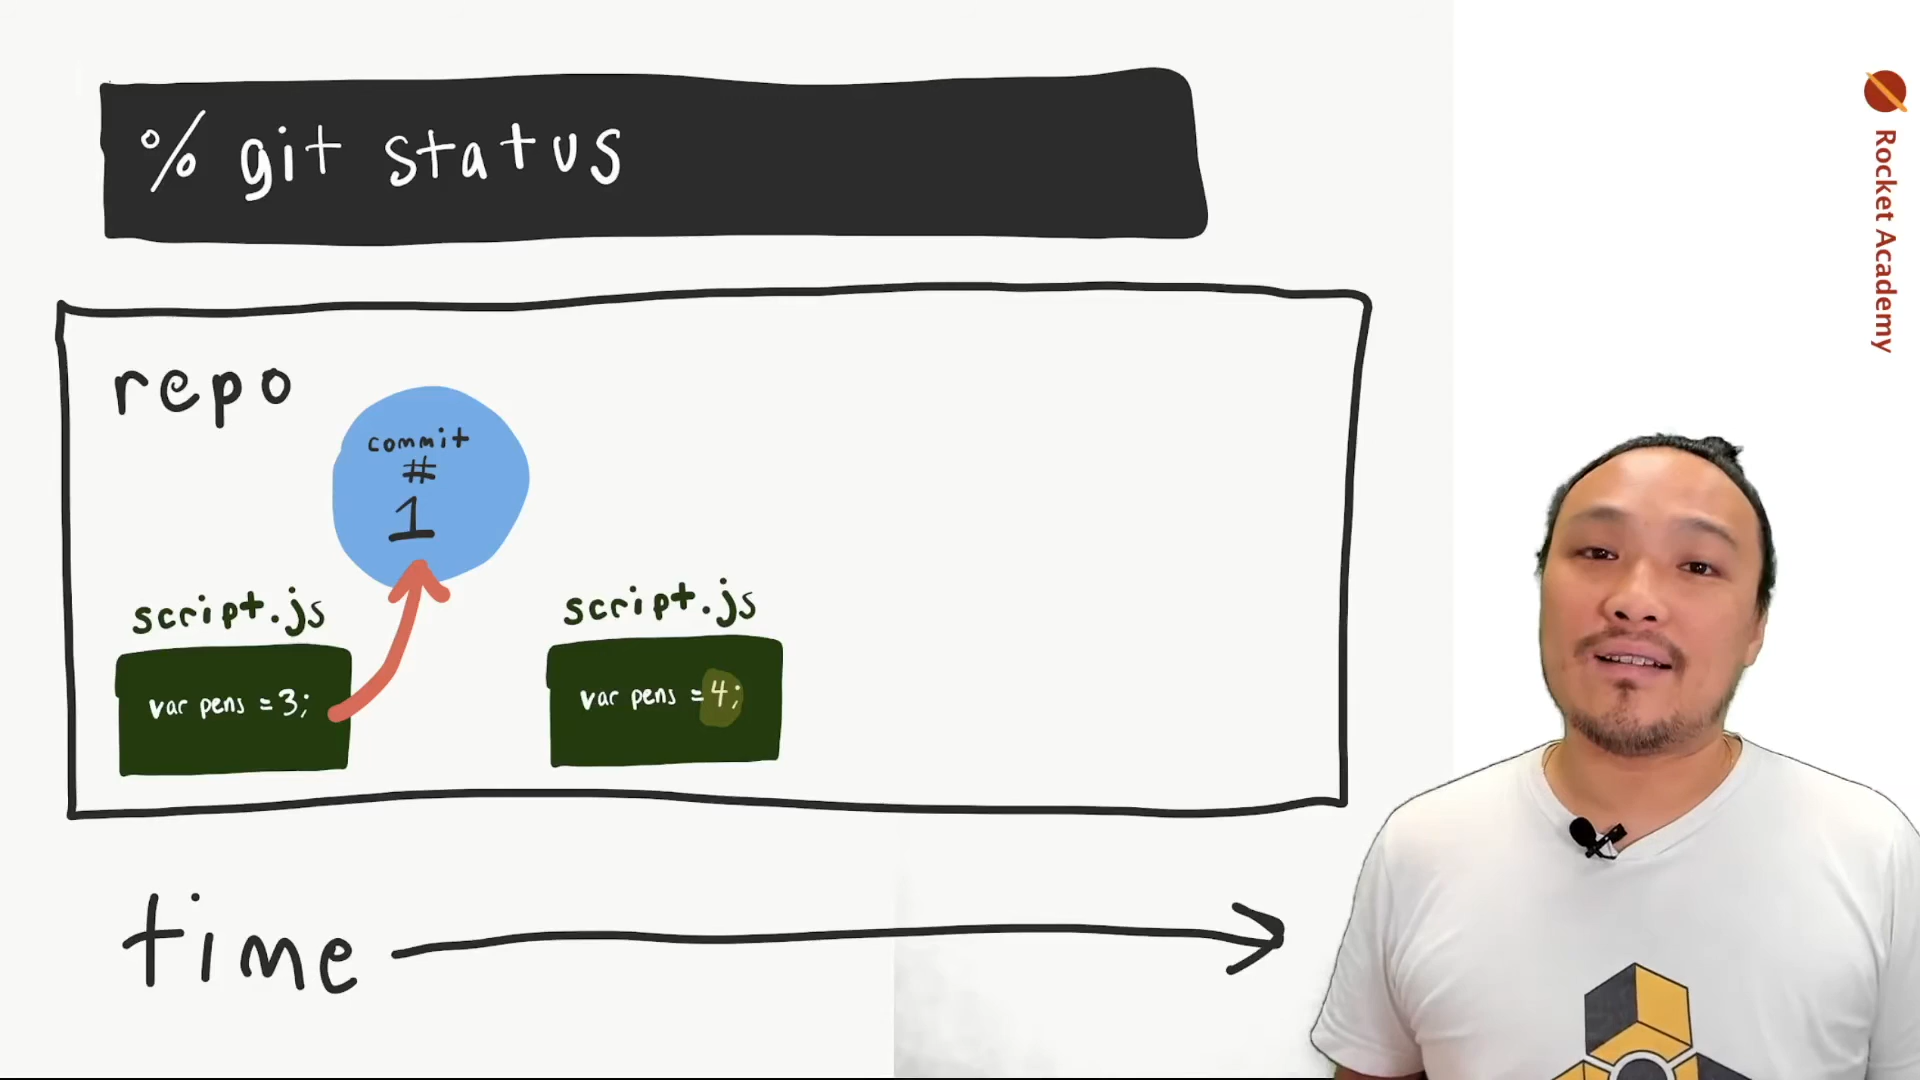 % git status
repo
commit
#
1
script.js
var pens = 3;
script.js
var pens = 4;
time
Rocket Academy